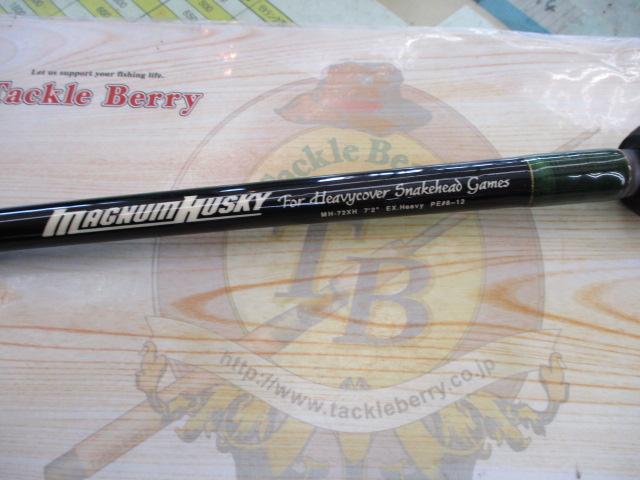 Let us support your fishing life.
Tackle Berry
Tackle Berry
MAGNUM HUSKY For Heavycover Snakehead Games
MH-72XH 7'2" EX.Heavy PE#8-12
TB
http://www.tackleberry.co.jp